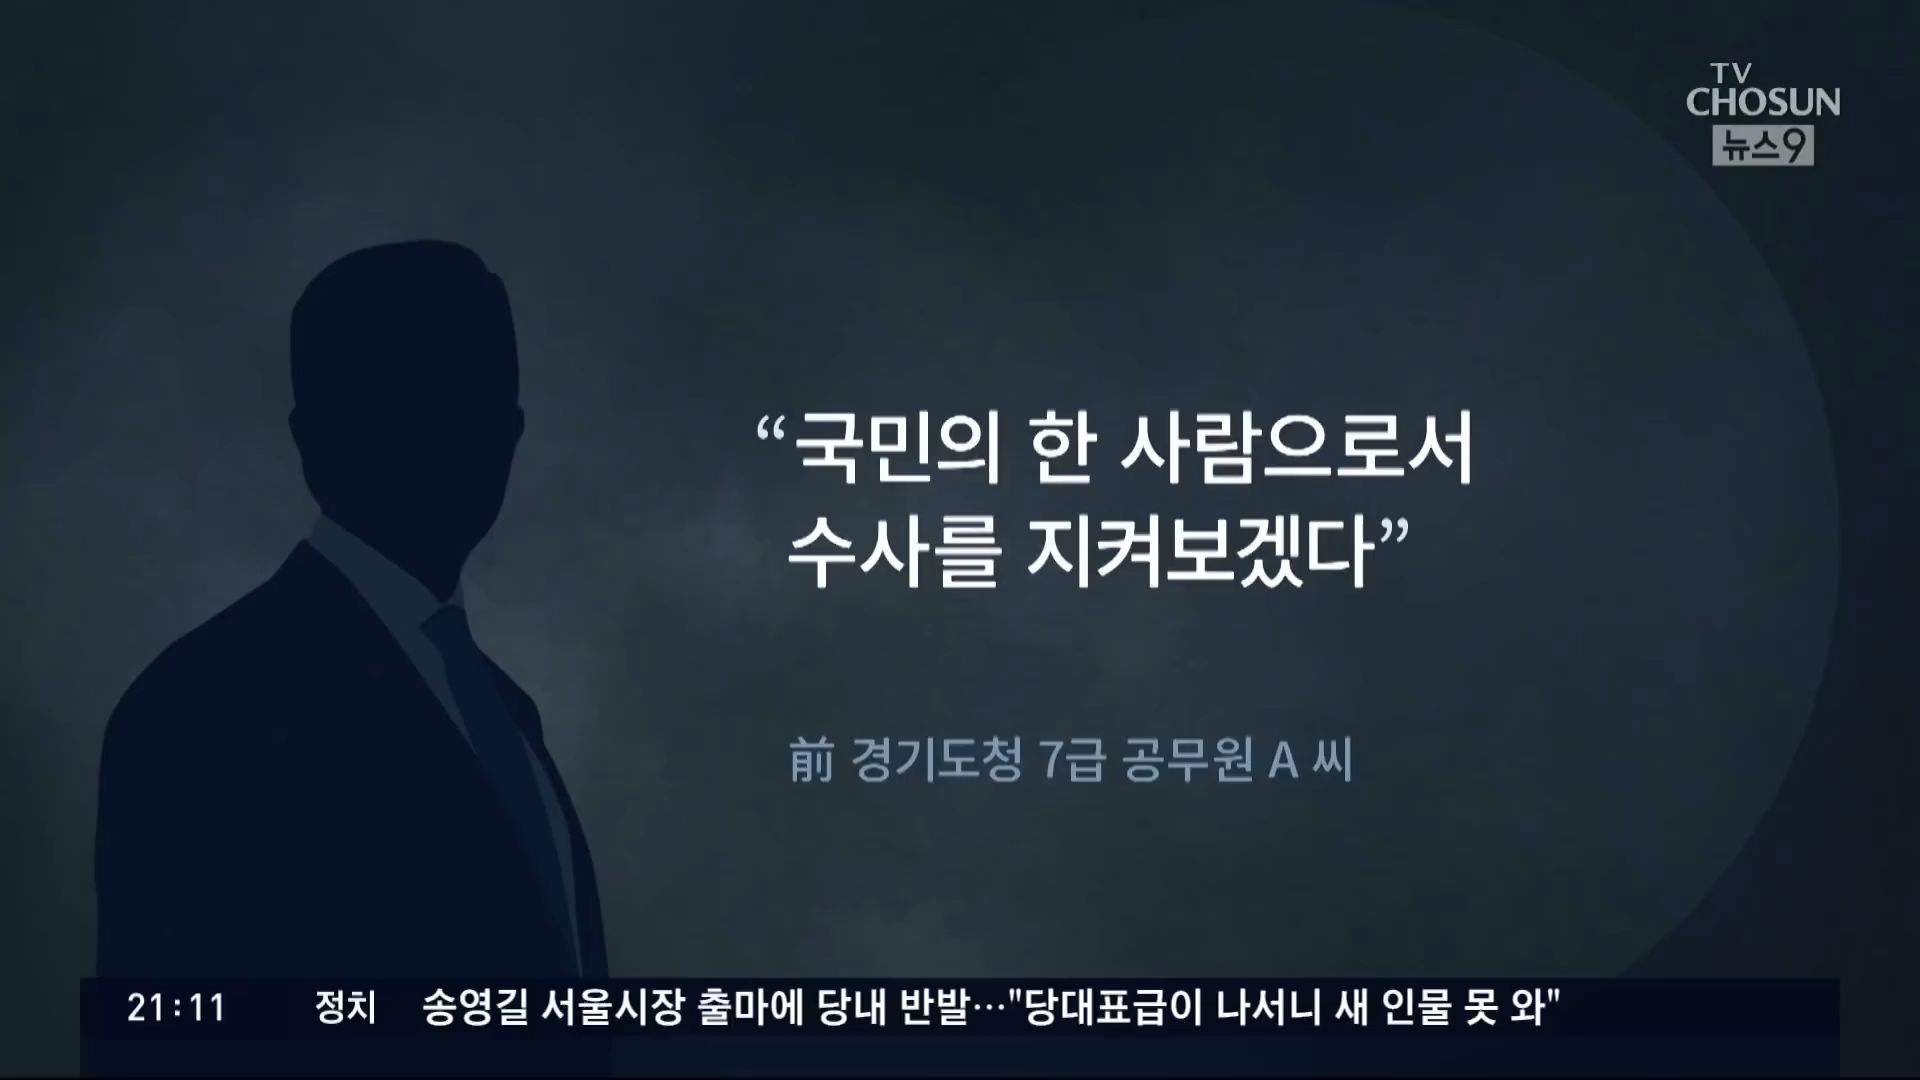 TV
CHOSUN
뉴스9
“국민의 한 사람으로서
수사를 지켜보겠다”
前 경기도청 7급 공무원 A 씨
21:11 정치 송영길 서울시장 출마에 당내 반발…"당대표급이 나서니 새 인물 못 와"